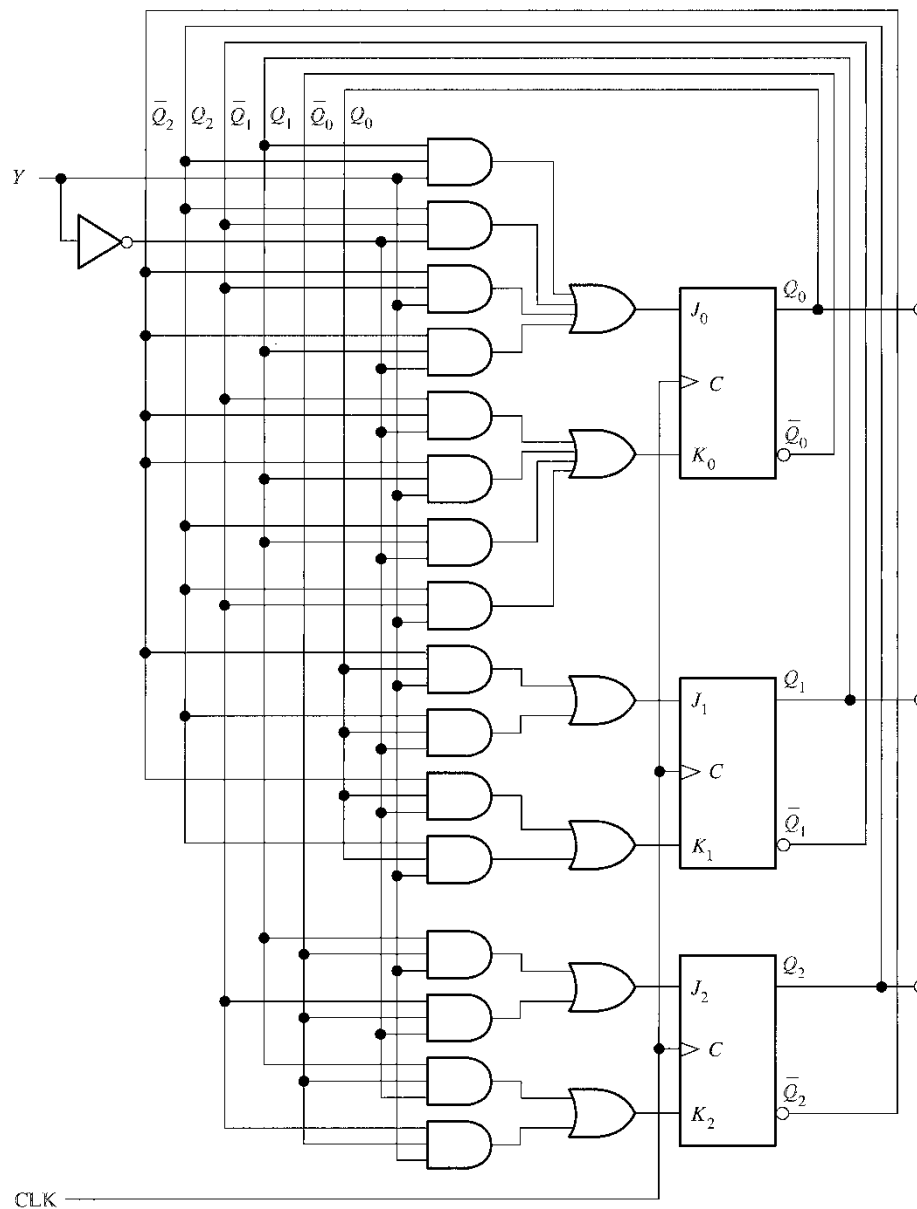 Q̅₂ Q₂ Q̅₁ Q₁ Q̅₀ Q₀
Y
Q₀
J₀
C
Q̅₀
K₀
Q₁
J₁
C
Q̅₁
K₁
Q₂
J₂
C
Q̅₂
K₂
CLK